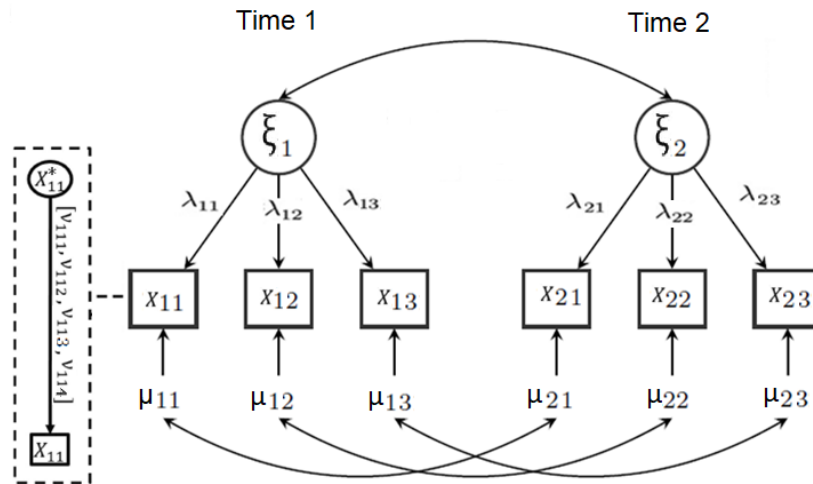 Time 1 Time 2
ξ1 ξ2
X*11
λ11 λ12 λ13 λ21 λ22 λ23
[ν111, ν112, ν113, ν114]
x11 x12 x13 x21 x22 x23
μ11 μ12 μ13 μ21 μ22 μ23
X11